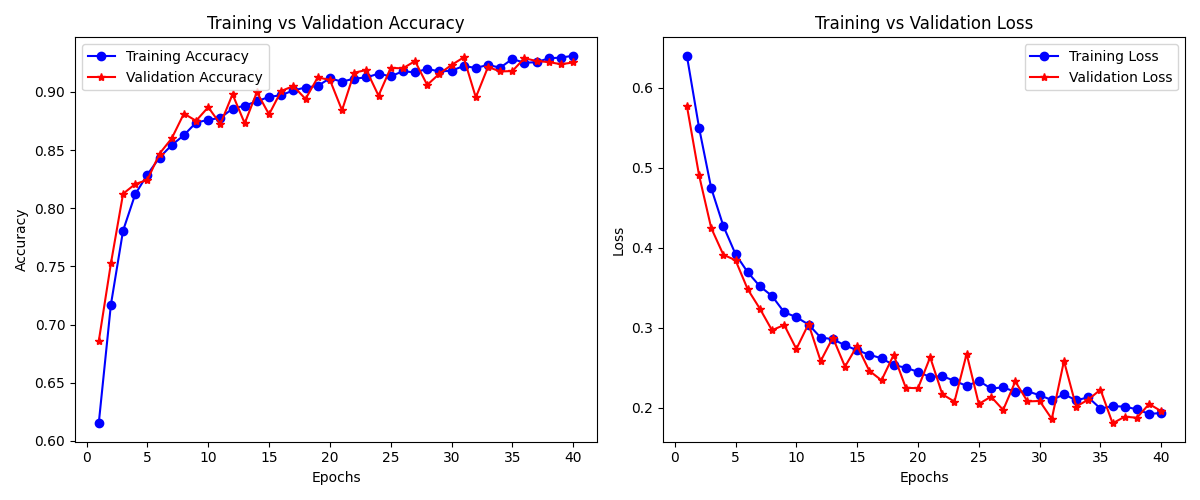 Training vs Validation Accuracy
Training Accuracy
Validation Accuracy
Accuracy
0.90
0.85
0.80
0.75
0.70
0.65
0.60
0 5 10 15 20 25 30 35 40
Epochs
Training vs Validation Loss
Training Loss
Validation Loss
Loss
0.6
0.5
0.4
0.3
0.2
0 5 10 15 20 25 30 35 40
Epochs